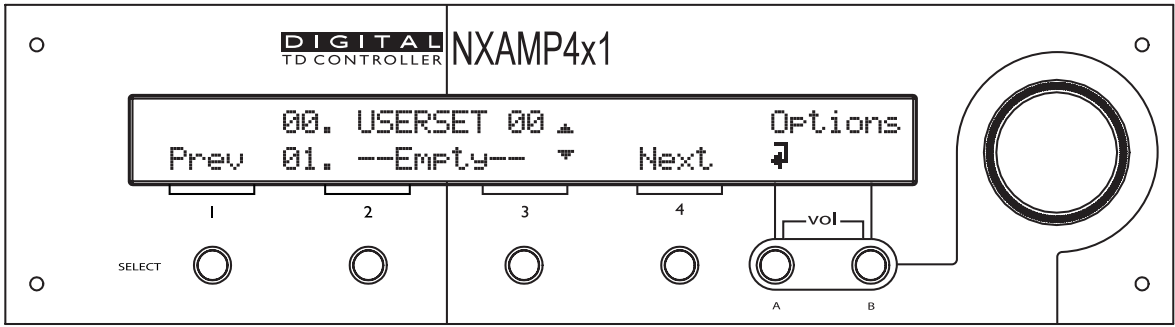 DIGITAL NXAMP4x1
TD CONTROLLER
00. USERSET 00 Options
Prev 01. --Empty-- Next
1 2 3 4 vol
SELECT
A B